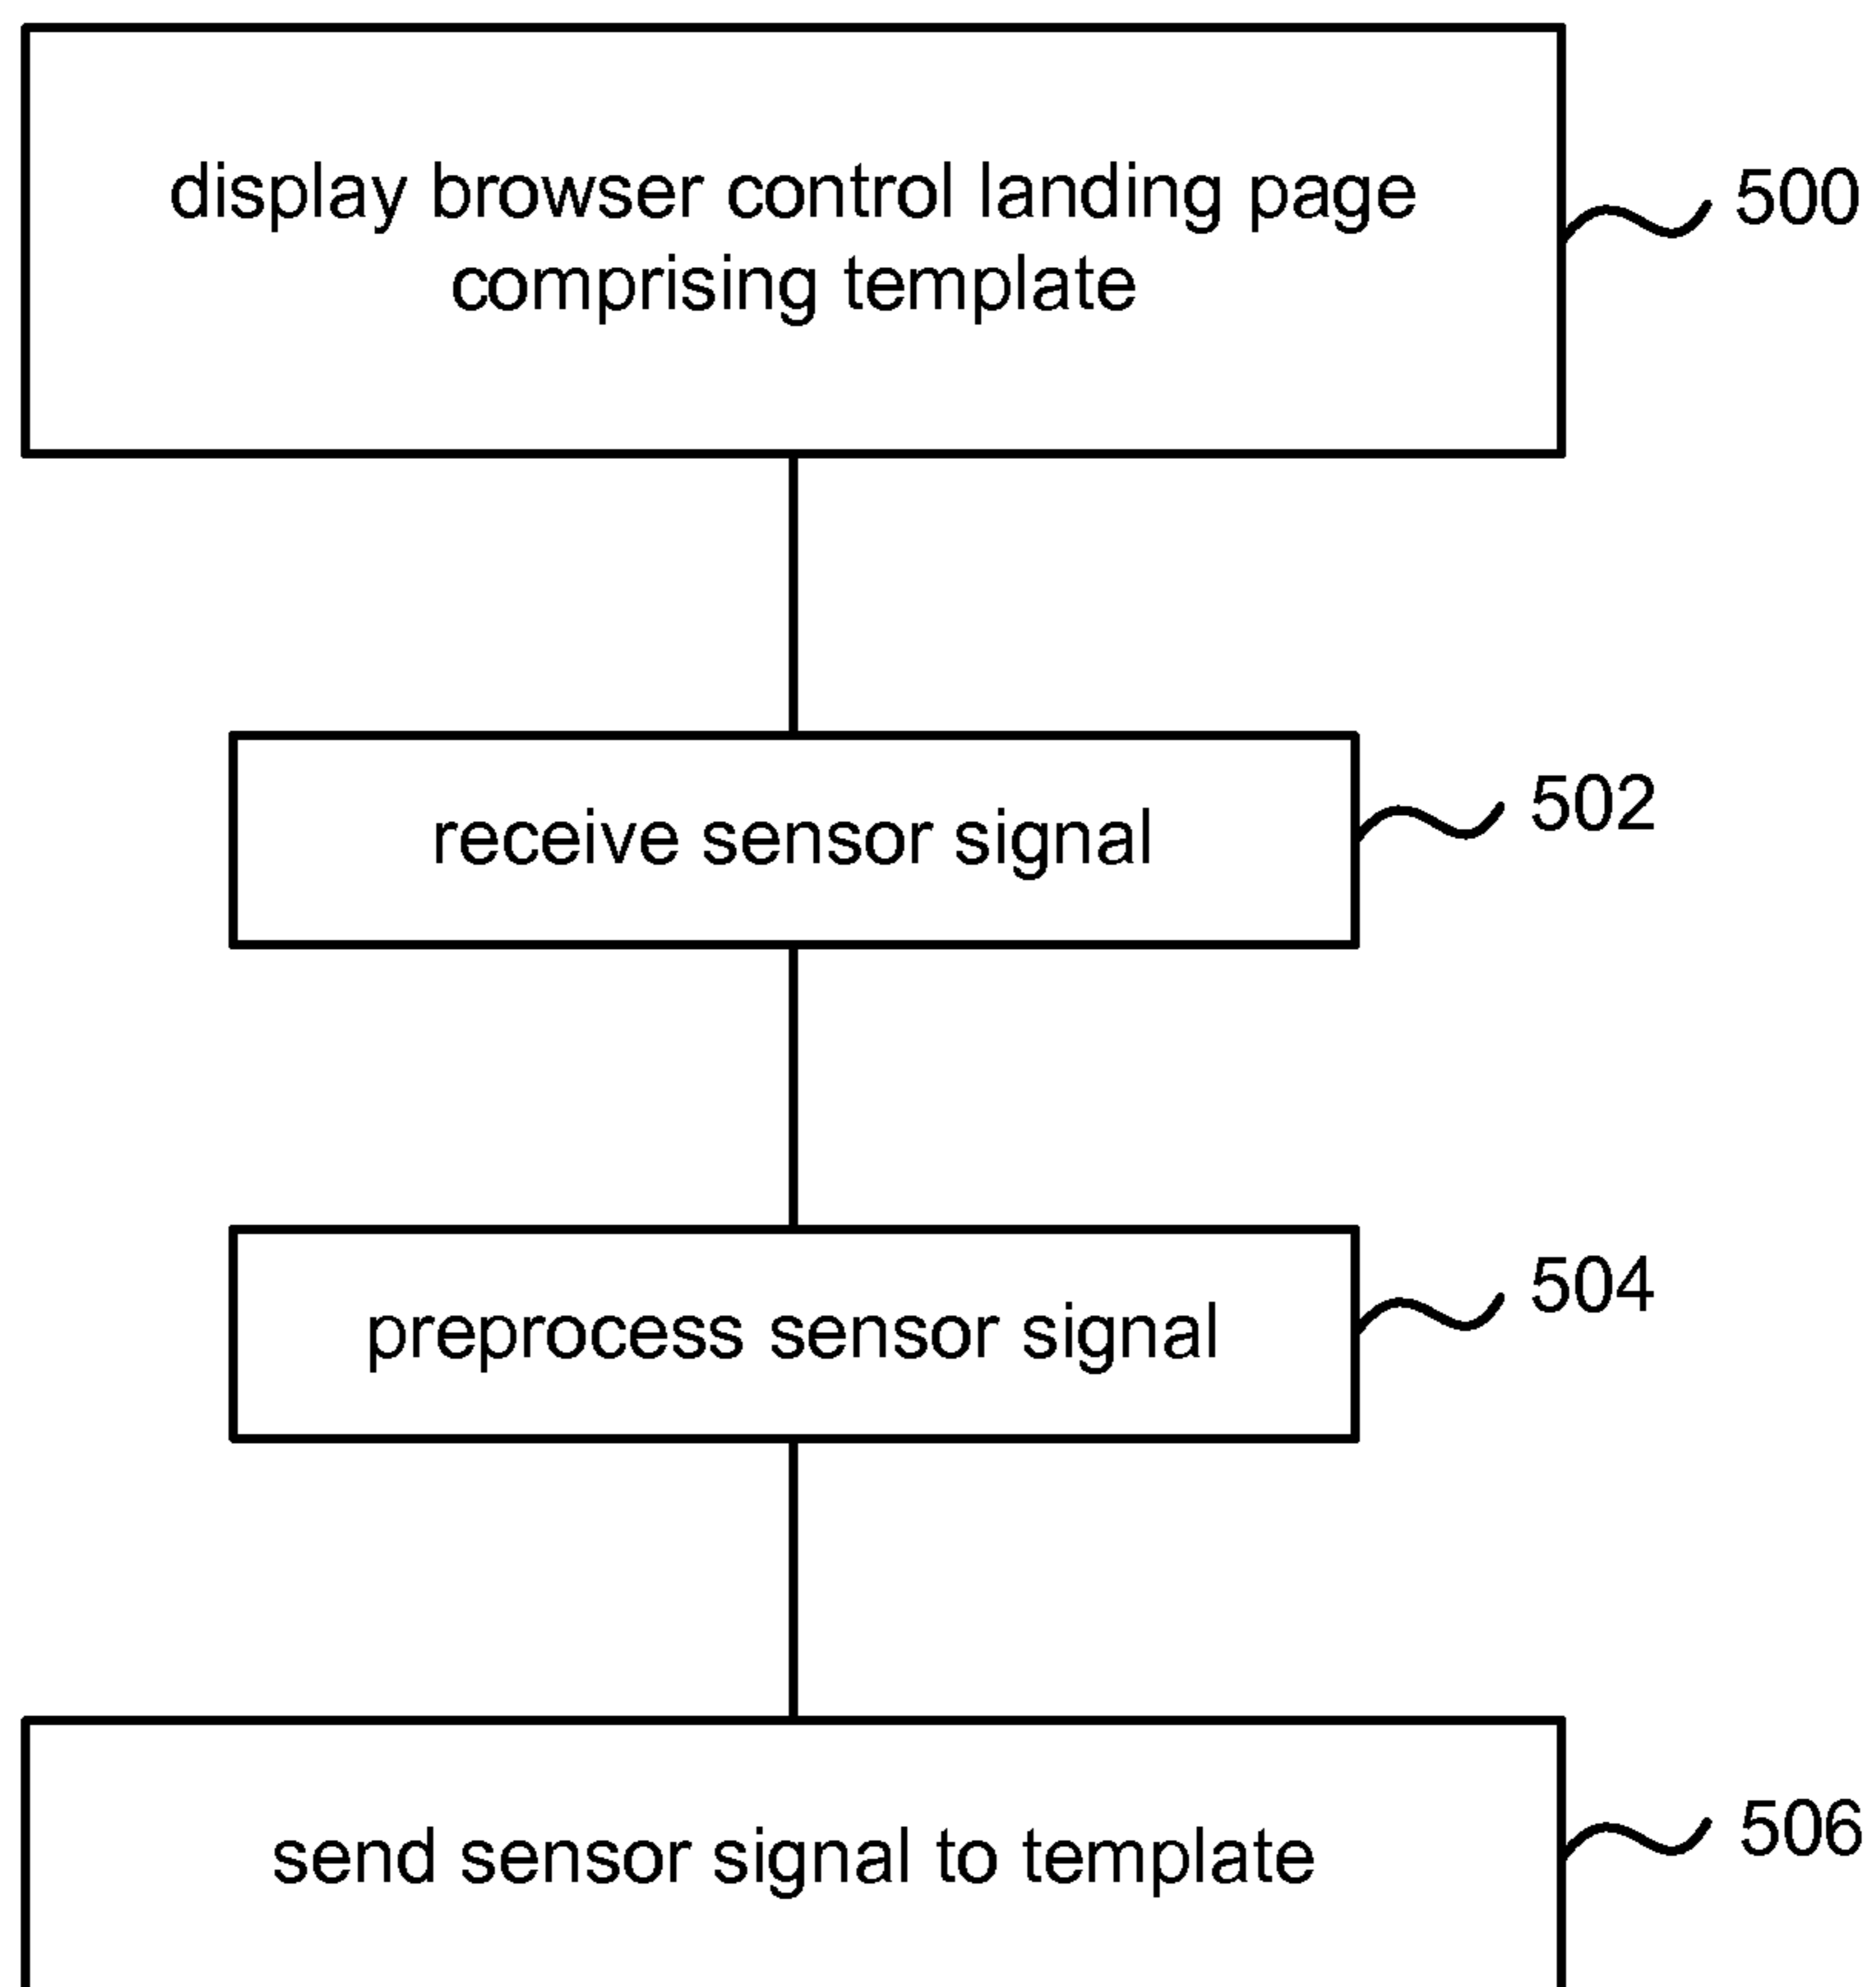 display browser control landing page
comprising template
500
receive sensor signal
502
preprocess sensor signal
504
send sensor signal to template
506